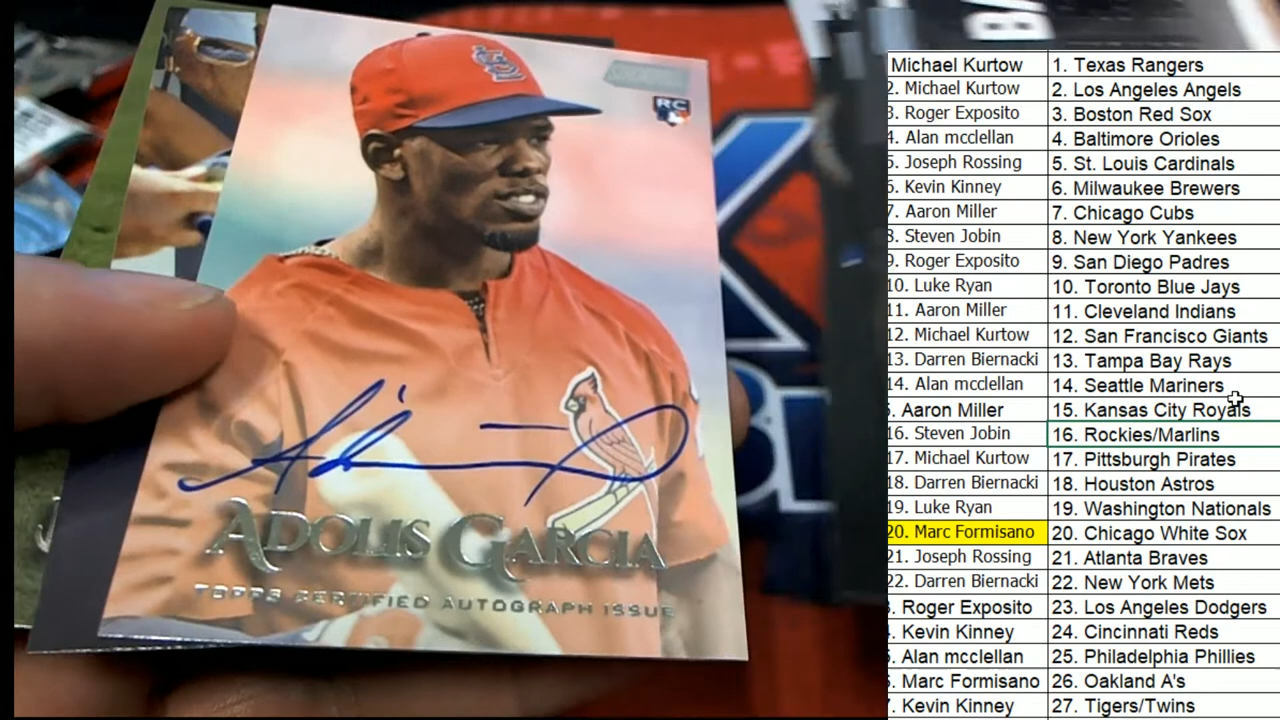 RC
ADOLIS GARCIA
TOPPS CERTIFIED AUTOGRAPH ISSUE
Michael Kurtow 1. Texas Rangers
2. Michael Kurtow 2. Los Angeles Angels
3. Roger Exposito 3. Boston Red Sox
4. Alan mcclellan 4. Baltimore Orioles
5. Joseph Rossing 5. St. Louis Cardinals
6. Kevin Kinney 6. Milwaukee Brewers
7. Aaron Miller 7. Chicago Cubs
8. Steven Jobin 8. New York Yankees
9. Roger Exposito 9. San Diego Padres
10. Luke Ryan 10. Toronto Blue Jays
11. Aaron Miller 11. Cleveland Indians
12. Michael Kurtow 12. San Francisco Giants
13. Darren Biernacki 13. Tampa Bay Rays
14. Alan mcclellan 14. Seattle Mariners
5. Aaron Miller 15. Kansas City Royals
16. Steven Jobin 16. Rockies/Marlins
17. Michael Kurtow 17. Pittsburgh Pirates
18. Darren Biernacki 18. Houston Astros
19. Luke Ryan 19. Washington Nationals
20. Marc Formisano 20. Chicago White Sox
21. Joseph Rossing 21. Atlanta Braves
22. Darren Biernacki 22. New York Mets
3. Roger Exposito 23. Los Angeles Dodgers
4. Kevin Kinney 24. Cincinnati Reds
5. Alan mcclellan 25. Philadelphia Phillies
6. Marc Formisano 26. Oakland A's
7. Kevin Kinney 27. Tigers/Twins